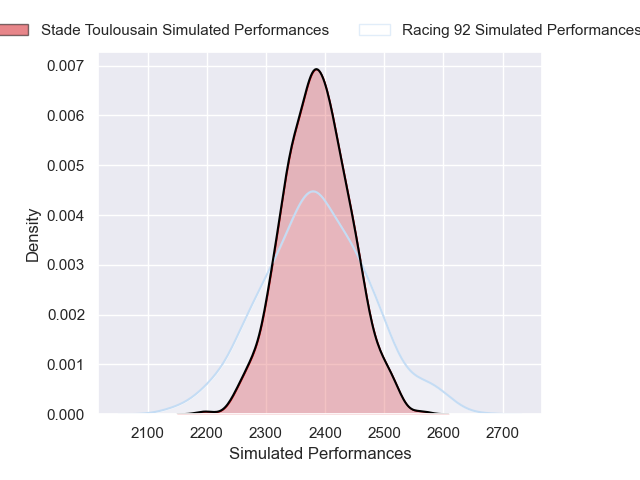 Stade Toulousain Simulated Performances
Racing 92 Simulated Performances
0.007
0.006
0.005
0.004
0.003
0.002
0.001
0.000
Density
2100 2200 2300 2400 2500 2600 2700
Simulated Performances